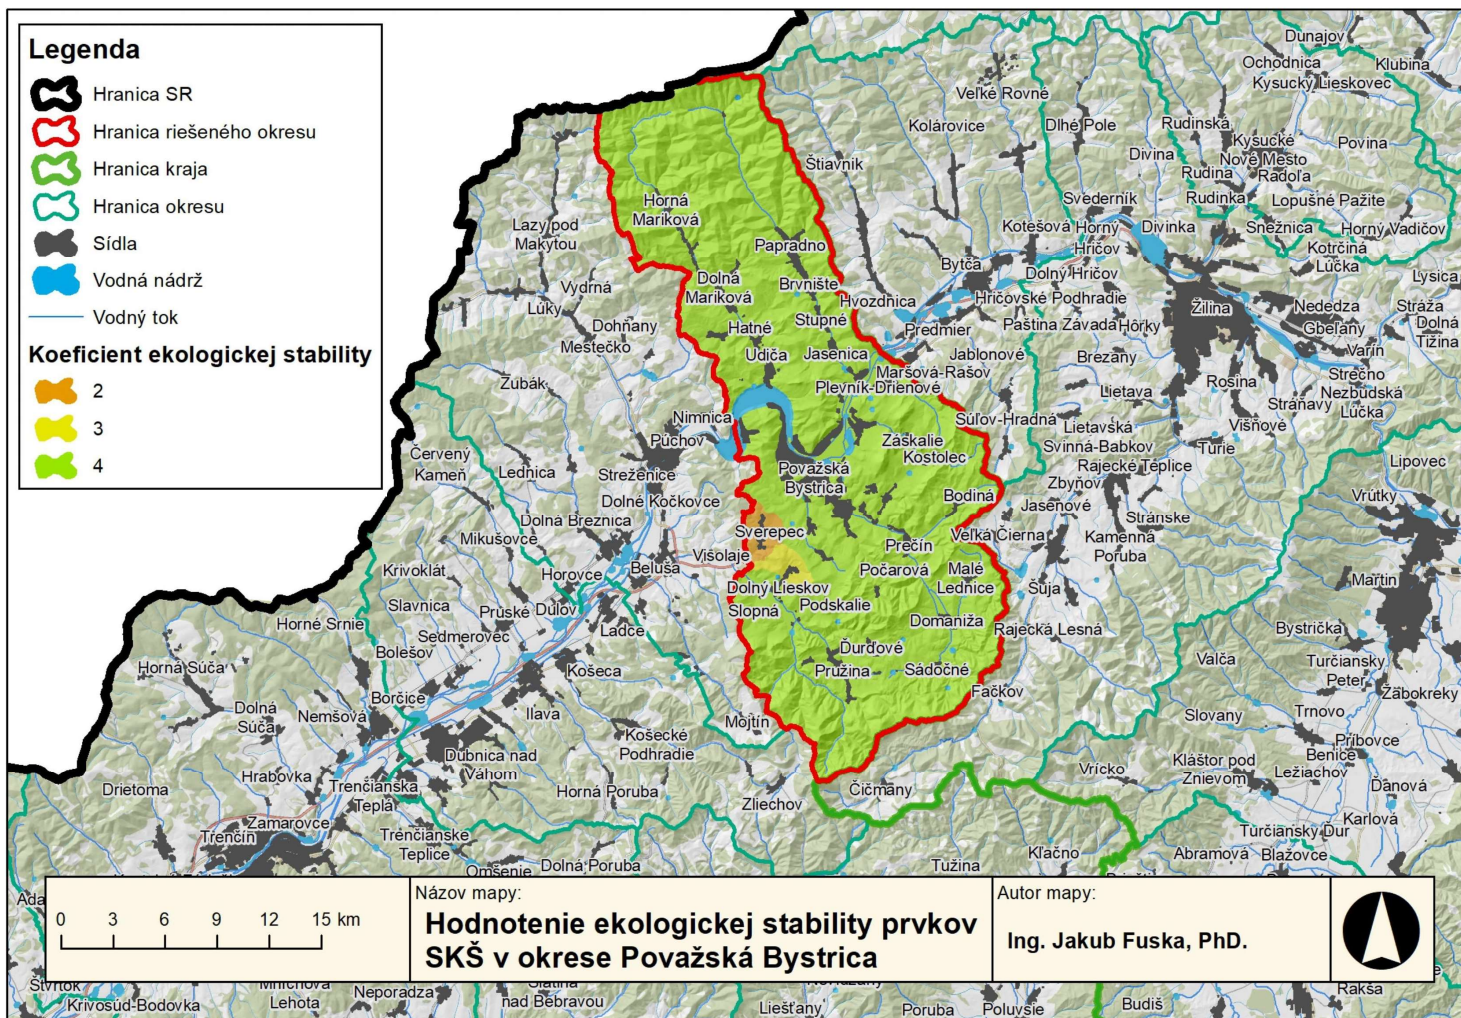 Legenda
Hranica SR
Hranica riešeného okresu
Hranica kraja
Hranica okresu
Sídla
Vodná nádrž
Vodný tok
Koeficient ekologickej stability
2
3
4
Dunajov
Ochodnica
Klubina
Kysucký Lieskovec
Veľké Rovné
Kolárovice
Dlhé Pole
Rudinská
Kysucké
Nové Mesto
Povina
Divina
Rudina
Radoľa
Štiavnik
Svederník
Rudinka
Lopušné Pažite
Horná
Mariková
Lazy pod
Makytou
Kotešová
Horný
Hričov
Divinka
Snežnica
Horný Vadičov
Papradno
Kotrčiná
Lúčka
Bytča
Dolný Hričov
Lysica
Dolná
Mariková
Brvnište
Vydrná
Hvozdnica
Hričovské Podhradie
Nededza
Stráža
Lúky
Žilina
Dohňany
Hatné
Stupné
Predmier
Paština Závada
Hôrky
Gbeľany
Dolná
Tižina
Mestečko
Udiča
Jasenica
Jablonové
Brezany
Varín
Maršová-Rašov
Strečno
Zubák
Plevník-Drienové
Lietava
Rosina
Nezbudská
Lúčka
Stráňavy
Nimnica
Súľov-Hradná
Višňové
Púchov
Záskalie
Lietavská
Svinná-Babkov
Turie
Červený
Kameň
Lednica
Kostolec
Streženice
Považská
Bystrica
Rajecké Teplice
Lipovec
Zbyňov
Dolné Kočkovce
Bodiná
Vrútky
Jasenové
Dolná Breznica
Stránske
Sverepec
Mikušovce
Veľká Čierna
Kamenná
Poruba
Višolaje
Prečín
Krivoklát
Horovce
Beluša
Počarová
Malé
Lednice
Martin
Dolný Lieskov
Šuja
Slavnica
Pruské
Dulov
Slopná
Podskalie
Horné Srnie
Domaniža
Sedmerovec
Ladce
Rajecká Lesná
Bystrička
Bolešov
Ďurďové
Horná Súča
Košeca
Pružina
Sádočné
Valča
Turčiansky
Peter
Borčice
Fačkov
Žabokreky
Dolná
Súča
Nemšová
Ilava
Mojtín
Slovany
Trnovo
Košecké
Podhradie
Príbovce
Dubnica nad
Váhom
Benice
Kláštor pod
Znievom
Hrabovka
Vrícko
Ležiachov
Drietoma
Trenčianska
Teplá
Horná Poruba
Čičmany
Ďanová
Zliechov
Karlová
Zamarovce
Trenčín
Trenčianske
Teplice
Turčiansky Ďur
Kľačno
Abramová
Blažovce
Dolná Poruba
Tužina
Omšenie
0 3 6 9 12 15 km
Názov mapy:
Hodnotenie ekologickej stability prvkov
SKŠ v okrese Považská Bystrica
Autor mapy:
Ing. Jakub Fuska, PhD.
Štvrtok
Krivosúd-Bodovka
Lehota
Neporadza
nad Bebravou
Liešťany
Poruba
Poluvsie
Budiš
Rakša